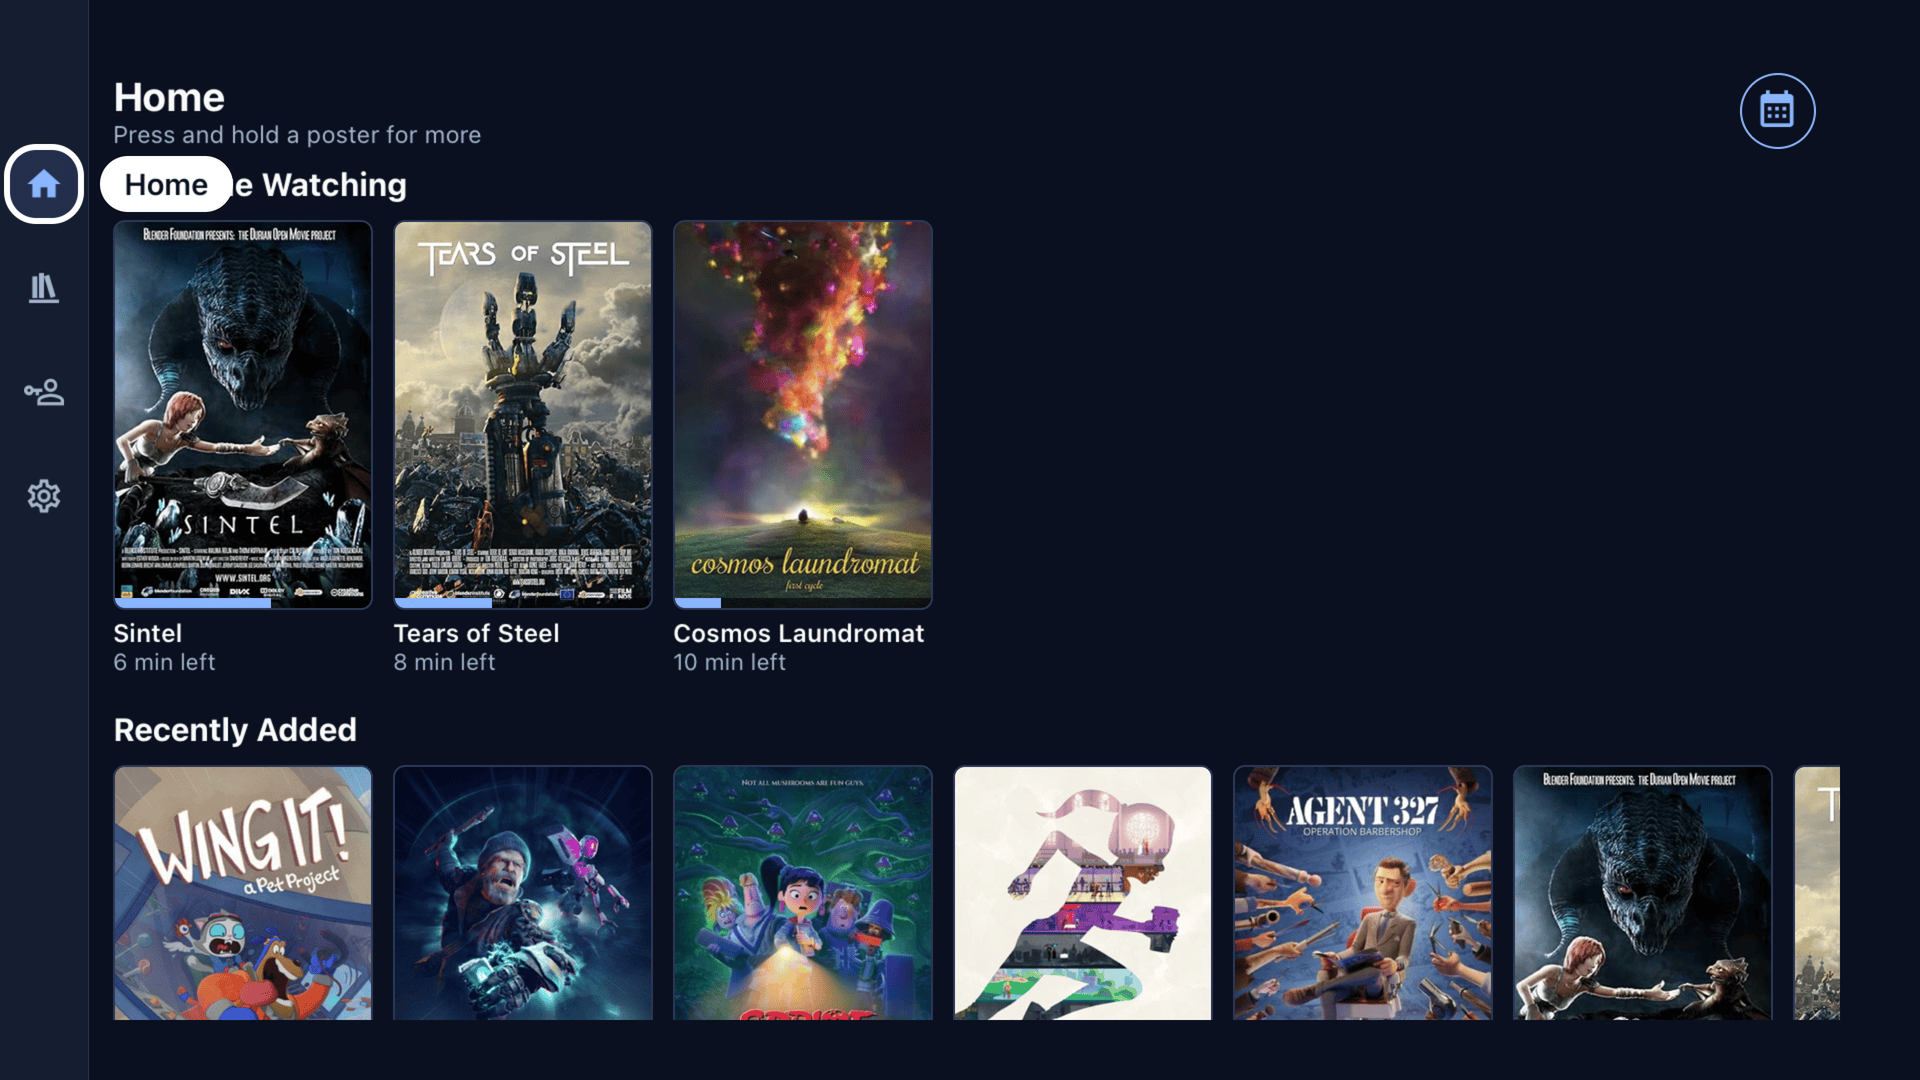 Home
Press and hold a poster for more
Home
e Watching
BLENDER FOUNDATION PRESENTS: THE DURIAN OPEN MOVIE PROJECT
SINTEL
WWW.SINTEL.ORG
TEARS OF STEEL
cosmos laundromat
first cycle
Sintel
6 min left
Tears of Steel
8 min left
Cosmos Laundromat
10 min left
Recently Added
WING IT!
a Pet Project
NOT ALL MUSHROOMS ARE FUN GUYS.
AGENT 327
OPERATION BARBERSHOP
BLENDER FOUNDATION PRESENTS: THE DURIAN OPEN MOVIE PROJECT
T